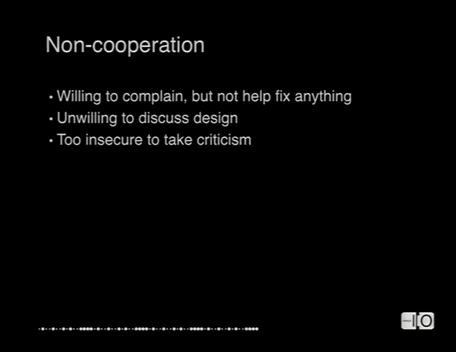 Non-cooperation
• Willing to complain, but not help fix anything
• Unwilling to discuss design
• Too insecure to take criticism
IO